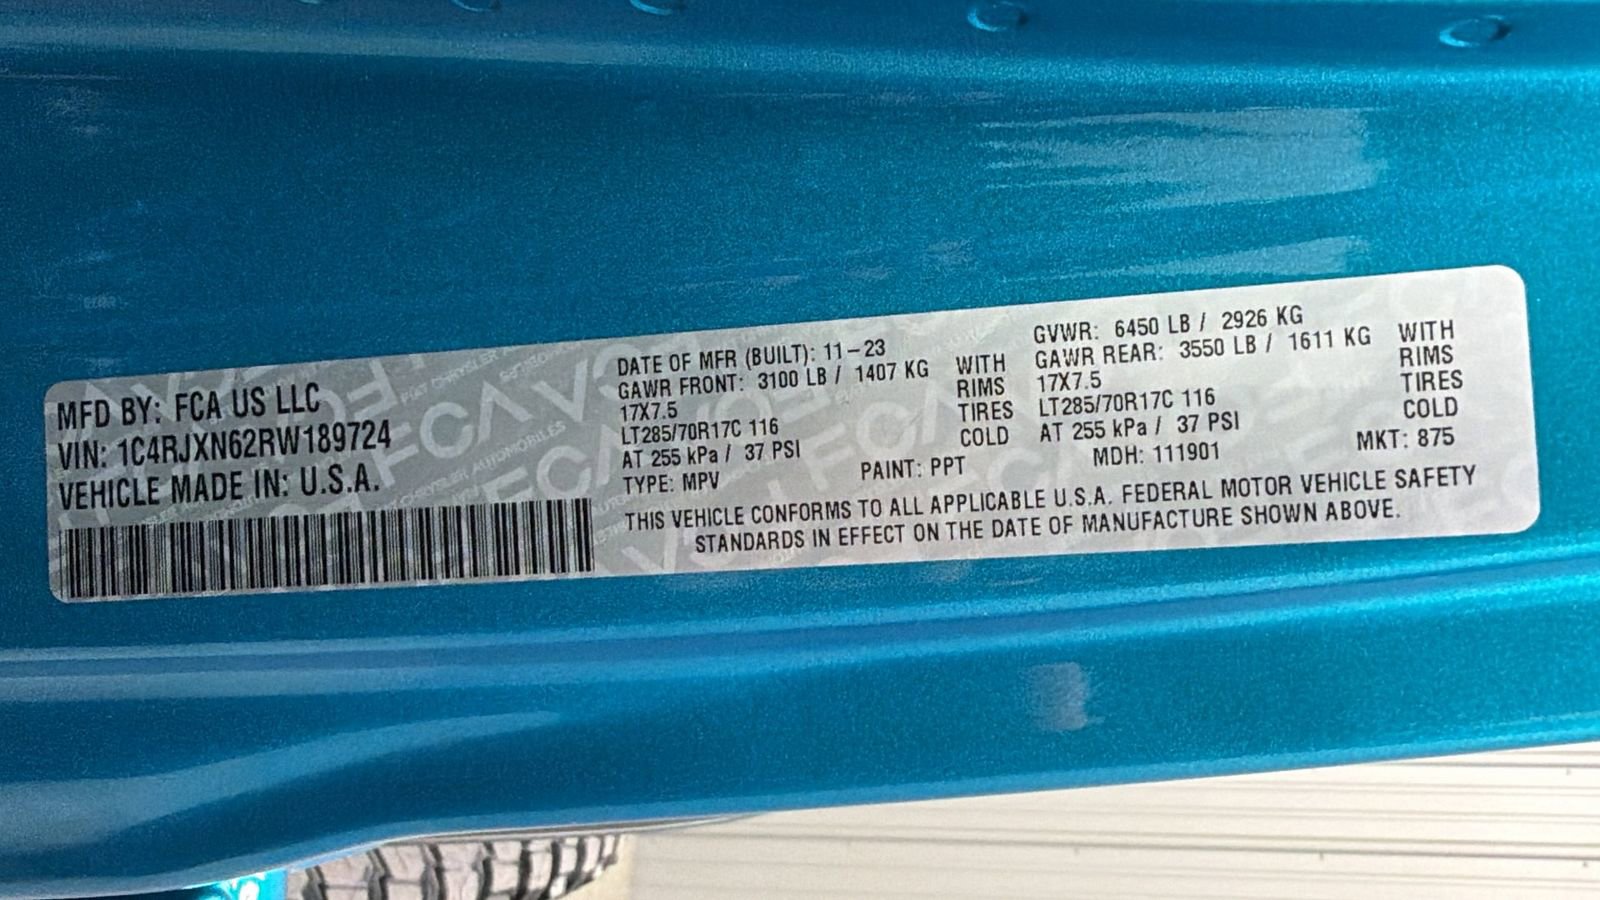 MFD BY: FCA US LLC
VIN: 1C4RJXN62RW189724
VEHICLE MADE IN: U.S.A.
DATE OF MFR (BUILT): 11-23
GAWR FRONT: 3100 LB / 1407 KG WITH
17X7.5 RIMS
LT285/70R17C 116 TIRES
AT 255 kPa / 37 PSI COLD
TYPE: MPV PAINT: PPT
GVWR: 6450 LB / 2926 KG
GAWR REAR: 3550 LB / 1611 KG WITH
17X7.5 RIMS
LT285/70R17C 116 TIRES
AT 255 kPa / 37 PSI COLD
MDH: 111901 MKT: 875
THIS VEHICLE CONFORMS TO ALL APPLICABLE U.S.A. FEDERAL MOTOR VEHICLE SAFETY
STANDARDS IN EFFECT ON THE DATE OF MANUFACTURE SHOWN ABOVE.